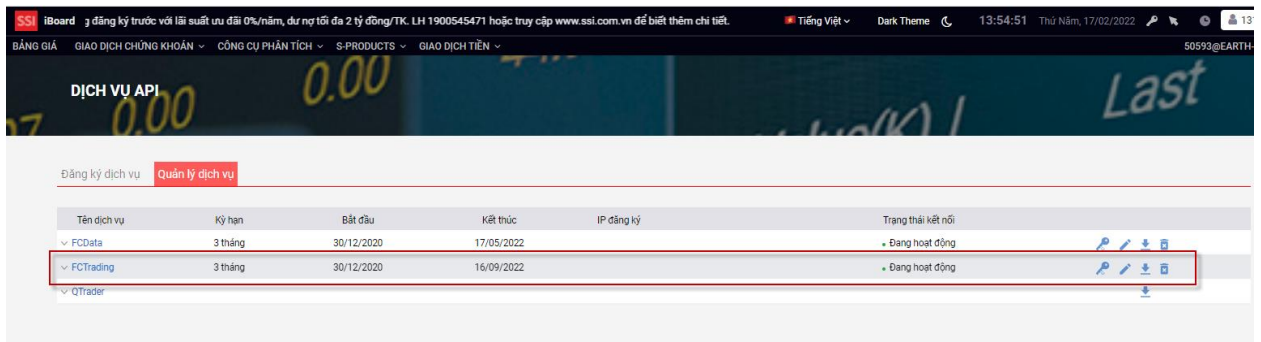 SSI iBoard đăng ký trước với lãi suất ưu đãi 0%/năm, dư nợ tối đa 2 tỷ đồng/TK. LH 1900545471 hoặc truy cập www.ssi.com.vn để biết thêm chi tiết. Tiếng Việt Dark Theme 13:54:51 Thứ Năm, 17/02/2022
BẢNG GIÁ GIAO DỊCH CHỨNG KHOÁN CÔNG CỤ PHÂN TÍCH S-PRODUCTS GIAO DỊCH TIỀN 50593@EARTH-
DỊCH VỤ API
0.00
0.00
Last
Đăng ký dịch vụ Quản lý dịch vụ
Tên dịch vụ Kỳ hạn Bắt đầu Kết thúc IP đăng ký Trạng thái kết nối
FCData 3 tháng 30/12/2020 17/05/2022 Đang hoạt động
FCTrading 3 tháng 30/12/2020 16/09/2022 Đang hoạt động
QTrader